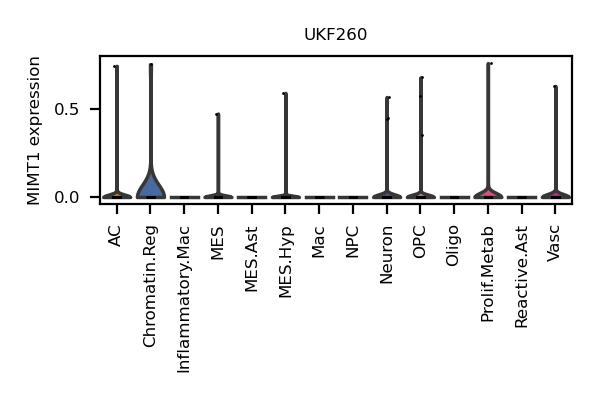 UKF260
MIMT1 expression
0.5
0.0
AC
Chromatin.Reg
Inflammatory.Mac
MES
MES.Ast
MES.Hyp
Mac
NPC
Neuron
OPC
Oligo
Prolif.Metab
Reactive.Ast
Vasc